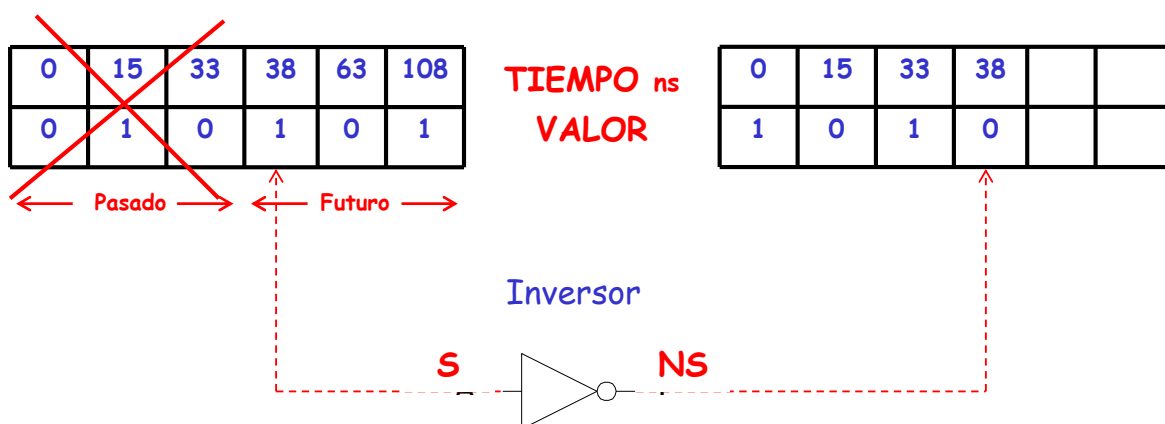 0 15 33 38 63 108
0 1 0 1 0 1
Pasado Futuro
TIEMPO ns
VALOR
0 15 33 38
1 0 1 0
Inversor
S NS